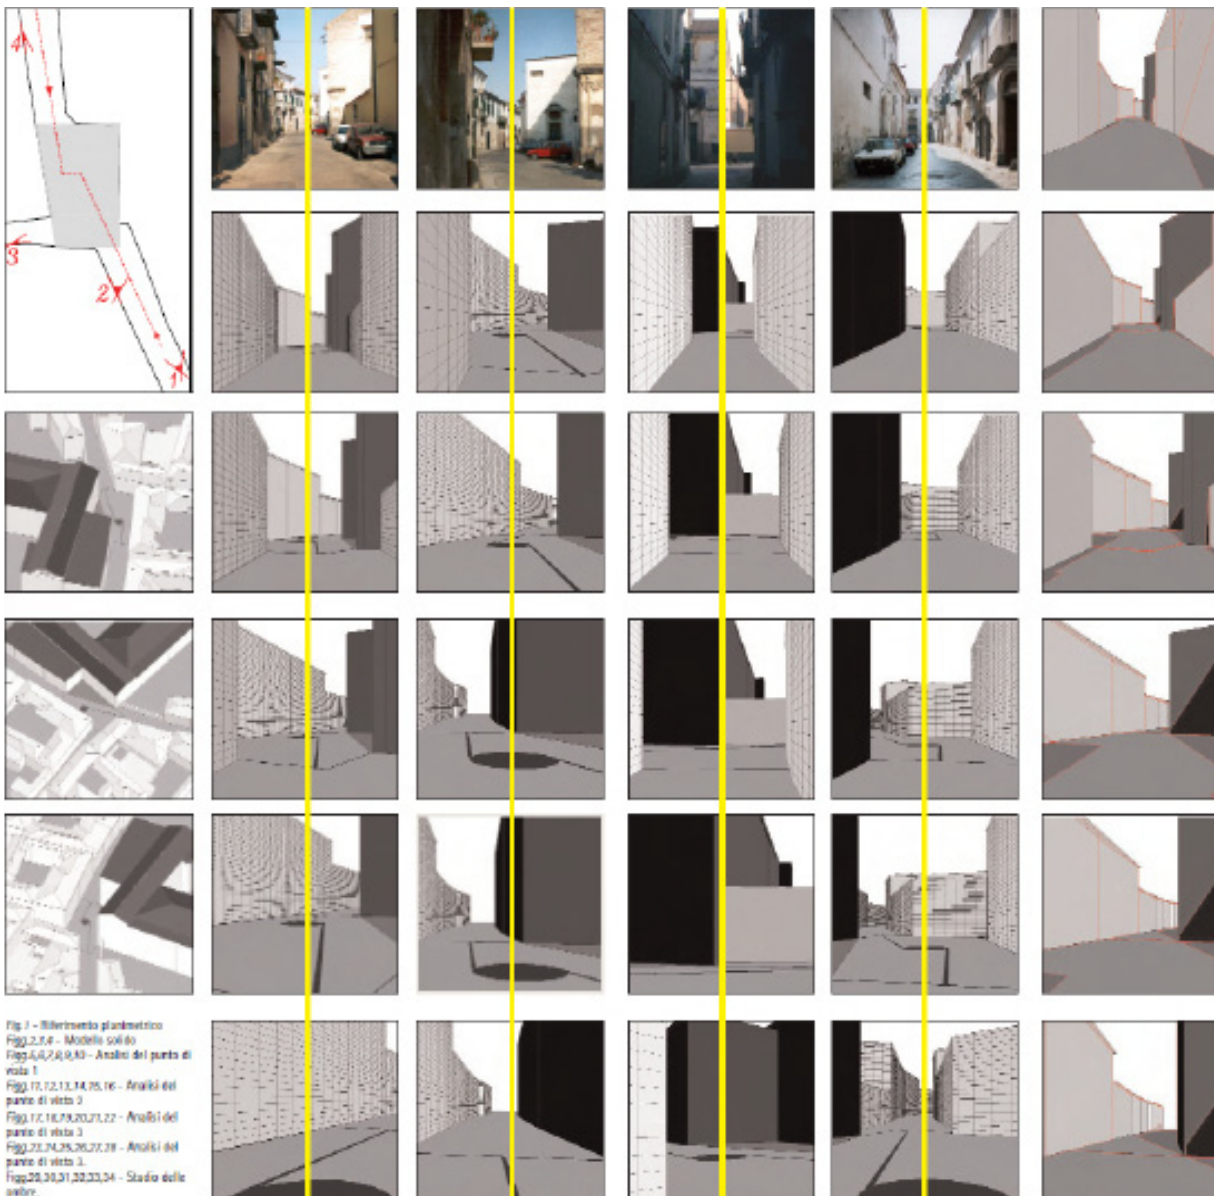 4
3
2
1
Fig.1 - Riferimento planimetrico
Figg.2,3,4 - Modello solido
Figg.5,6,7,8,9,10 - Analisi del punto di
vista 1
Figg.11,12,13,14,15,16 - Analisi del
punto di vista 2
Figg.17,18,19,20,21,22 - Analisi del
punto di vista 3
Figg.23,24,25,26,27,28 - Analisi del
punto di vista 3.
Figg.29,30,31,32,33,34 - Studio delle
ombre